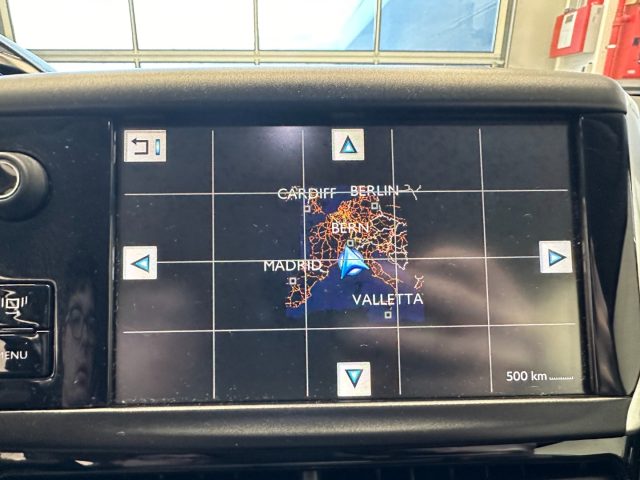 CARDIFF BERLIN
BERN
MADRID
VALLETTA
500 km
MENU